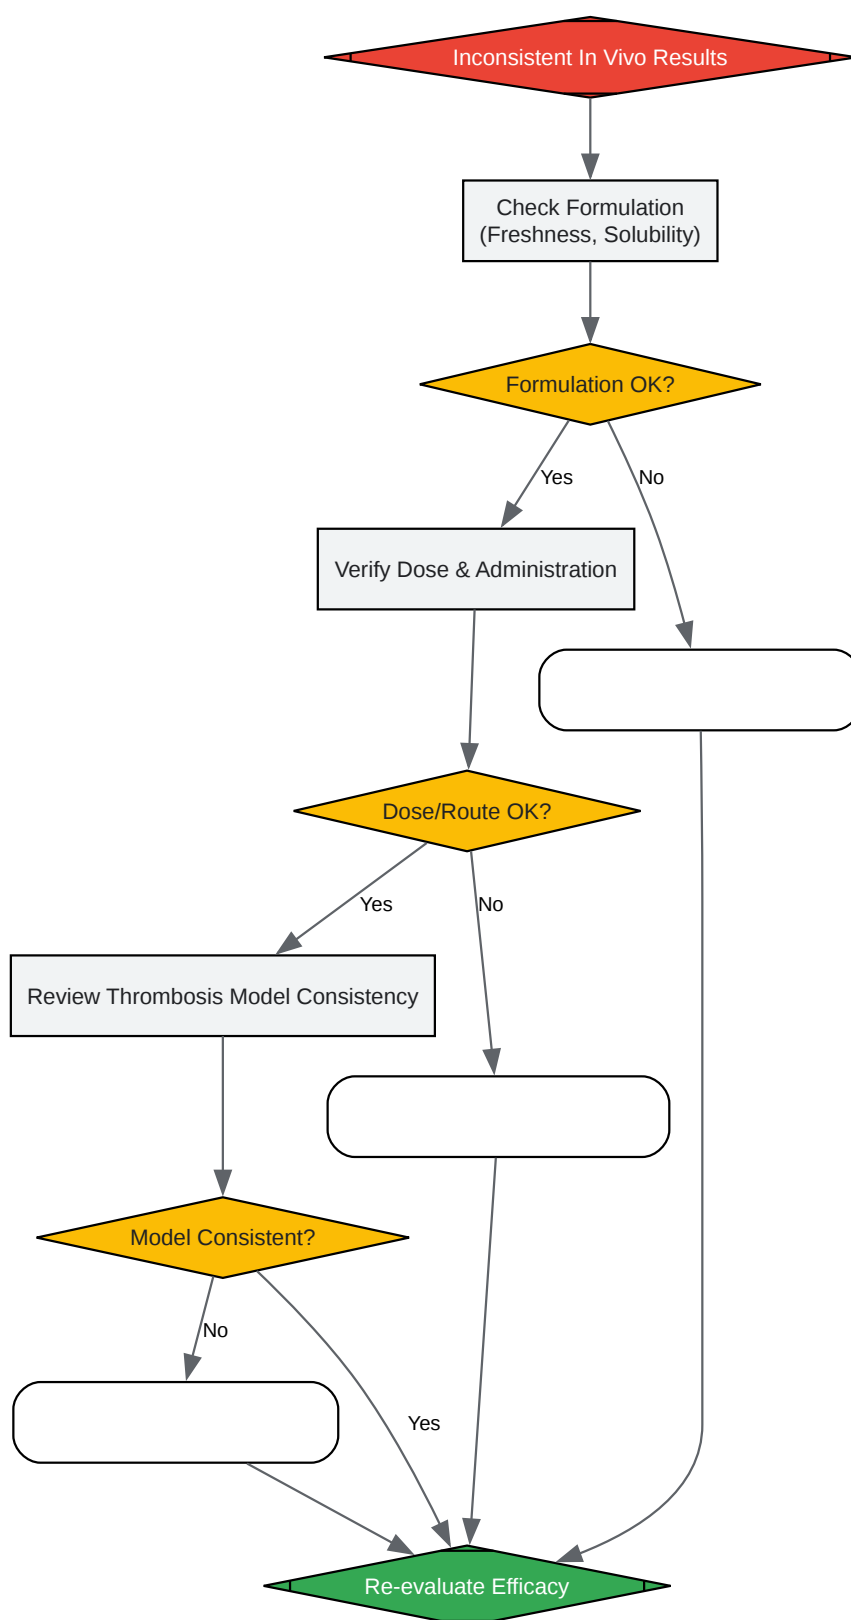 Inconsistent In Vivo Results
Check Formulation
(Freshness, Solubility)
Formulation OK?
Yes
No
Verify Dose & Administration
Dose/Route OK?
Yes
No
Review Thrombosis Model Consistency
Model Consistent?
No
Yes
Re-evaluate Efficacy